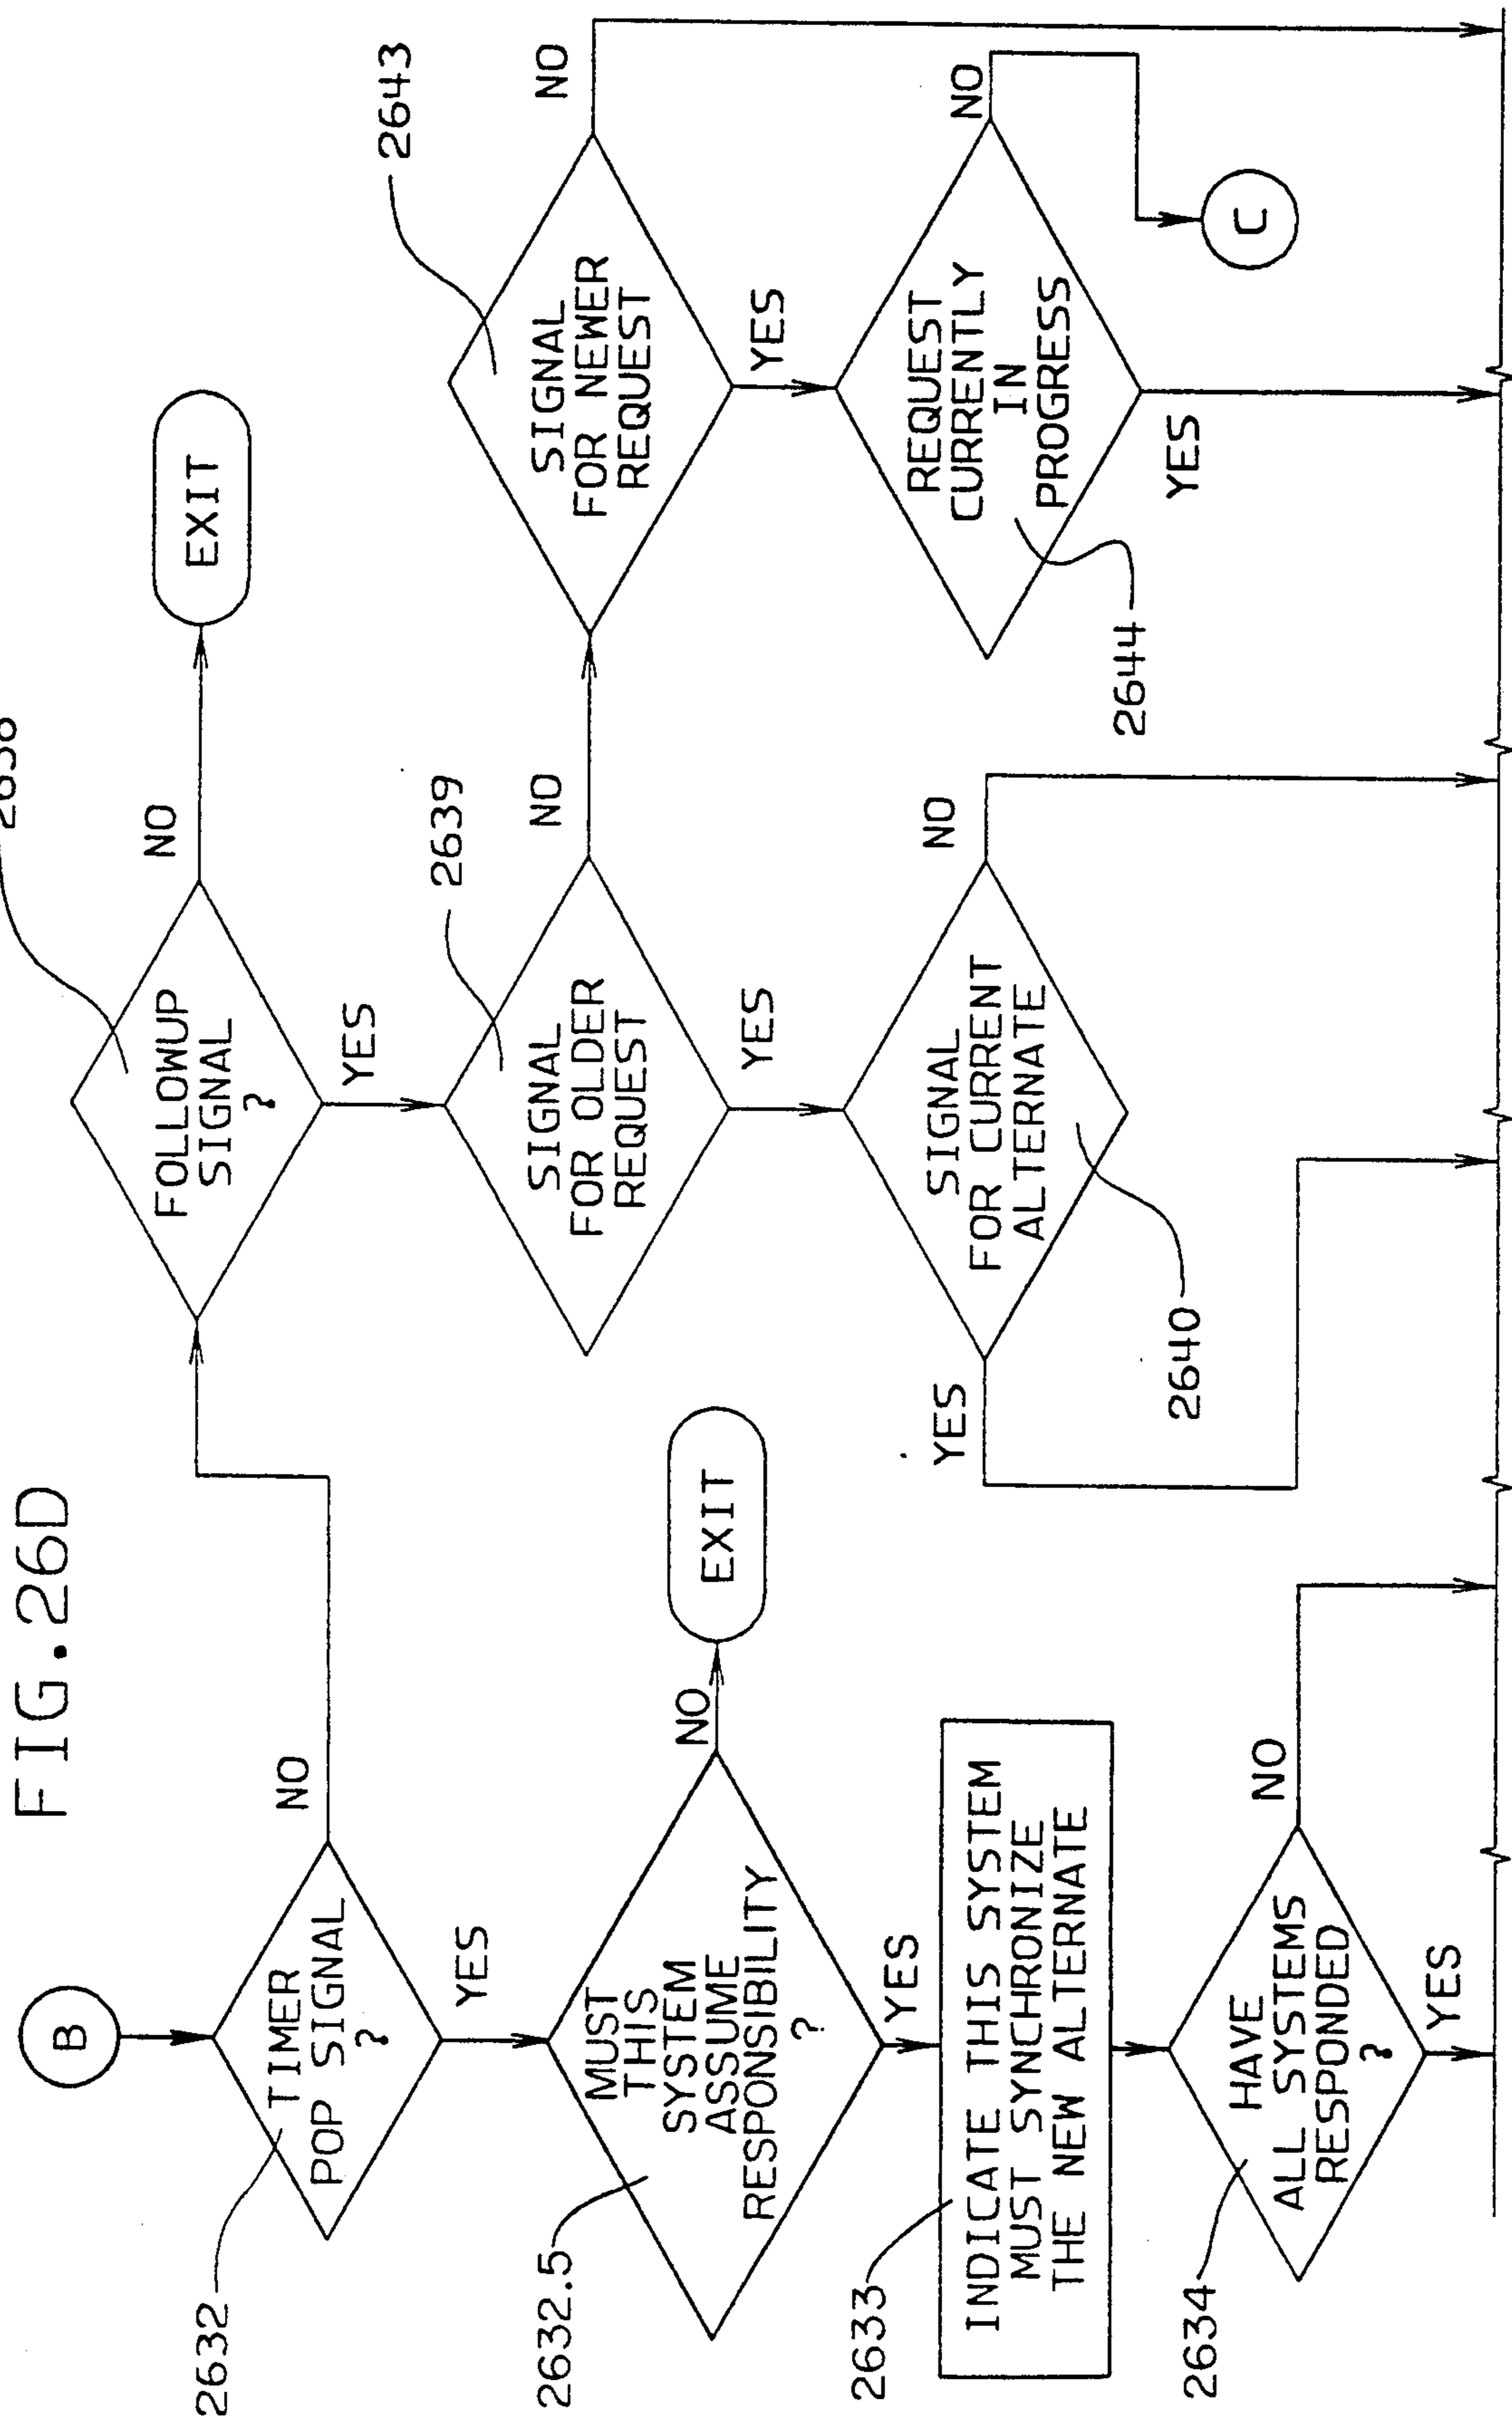 FIG.26D
B
2632
TIMER
POP SIGNAL
?
NO
YES
2632.5
MUST
THIS
SYSTEM
ASSUME
RESPONSIBILITY
?
NO
EXIT
YES
2633
INDICATE THIS SYSTEM
MUST SYNCHRONIZE
THE NEW ALTERNATE
2634
HAVE
ALL SYSTEMS
RESPONDED
?
NO
YES
FOLLOWUP
SIGNAL
?
NO
EXIT
YES
2639
SIGNAL
FOR OLDER
REQUEST
NO
YES
SIGNAL
FOR CURRENT
ALTERNATE
2640
YES
NO
2643
SIGNAL
FOR NEWER
REQUEST
NO
YES
REQUEST
CURRENTLY
IN
PROGRESS
2644
NO
YES
C